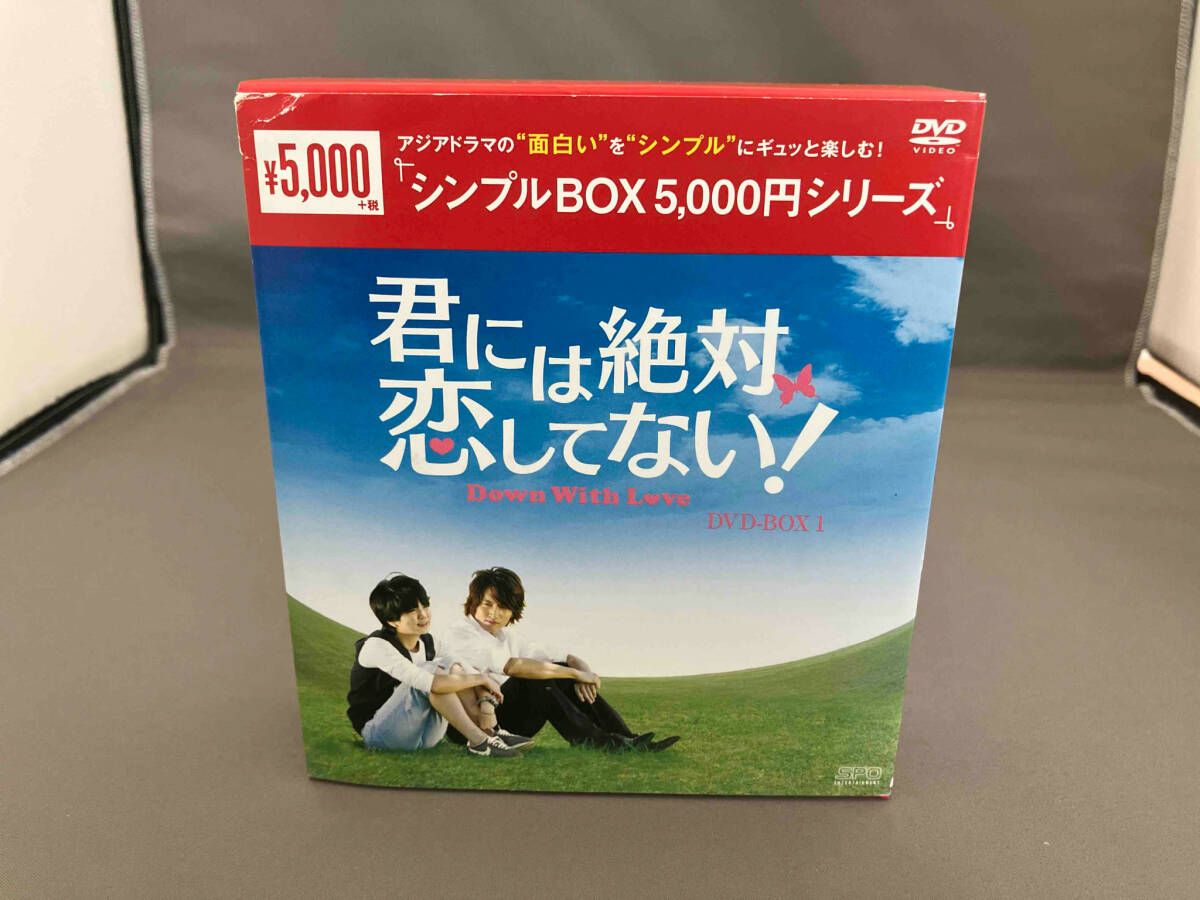 ¥5,000
+税
アジアドラマの“面白い”を“シンプル”にギュッと楽しむ!
シンプルBOX 5,000円シリーズ
DVD
VIDEO
君には絶対
恋してない!
Down With Love
DVD-BOX 1
SPO
ENTERTAINMENT